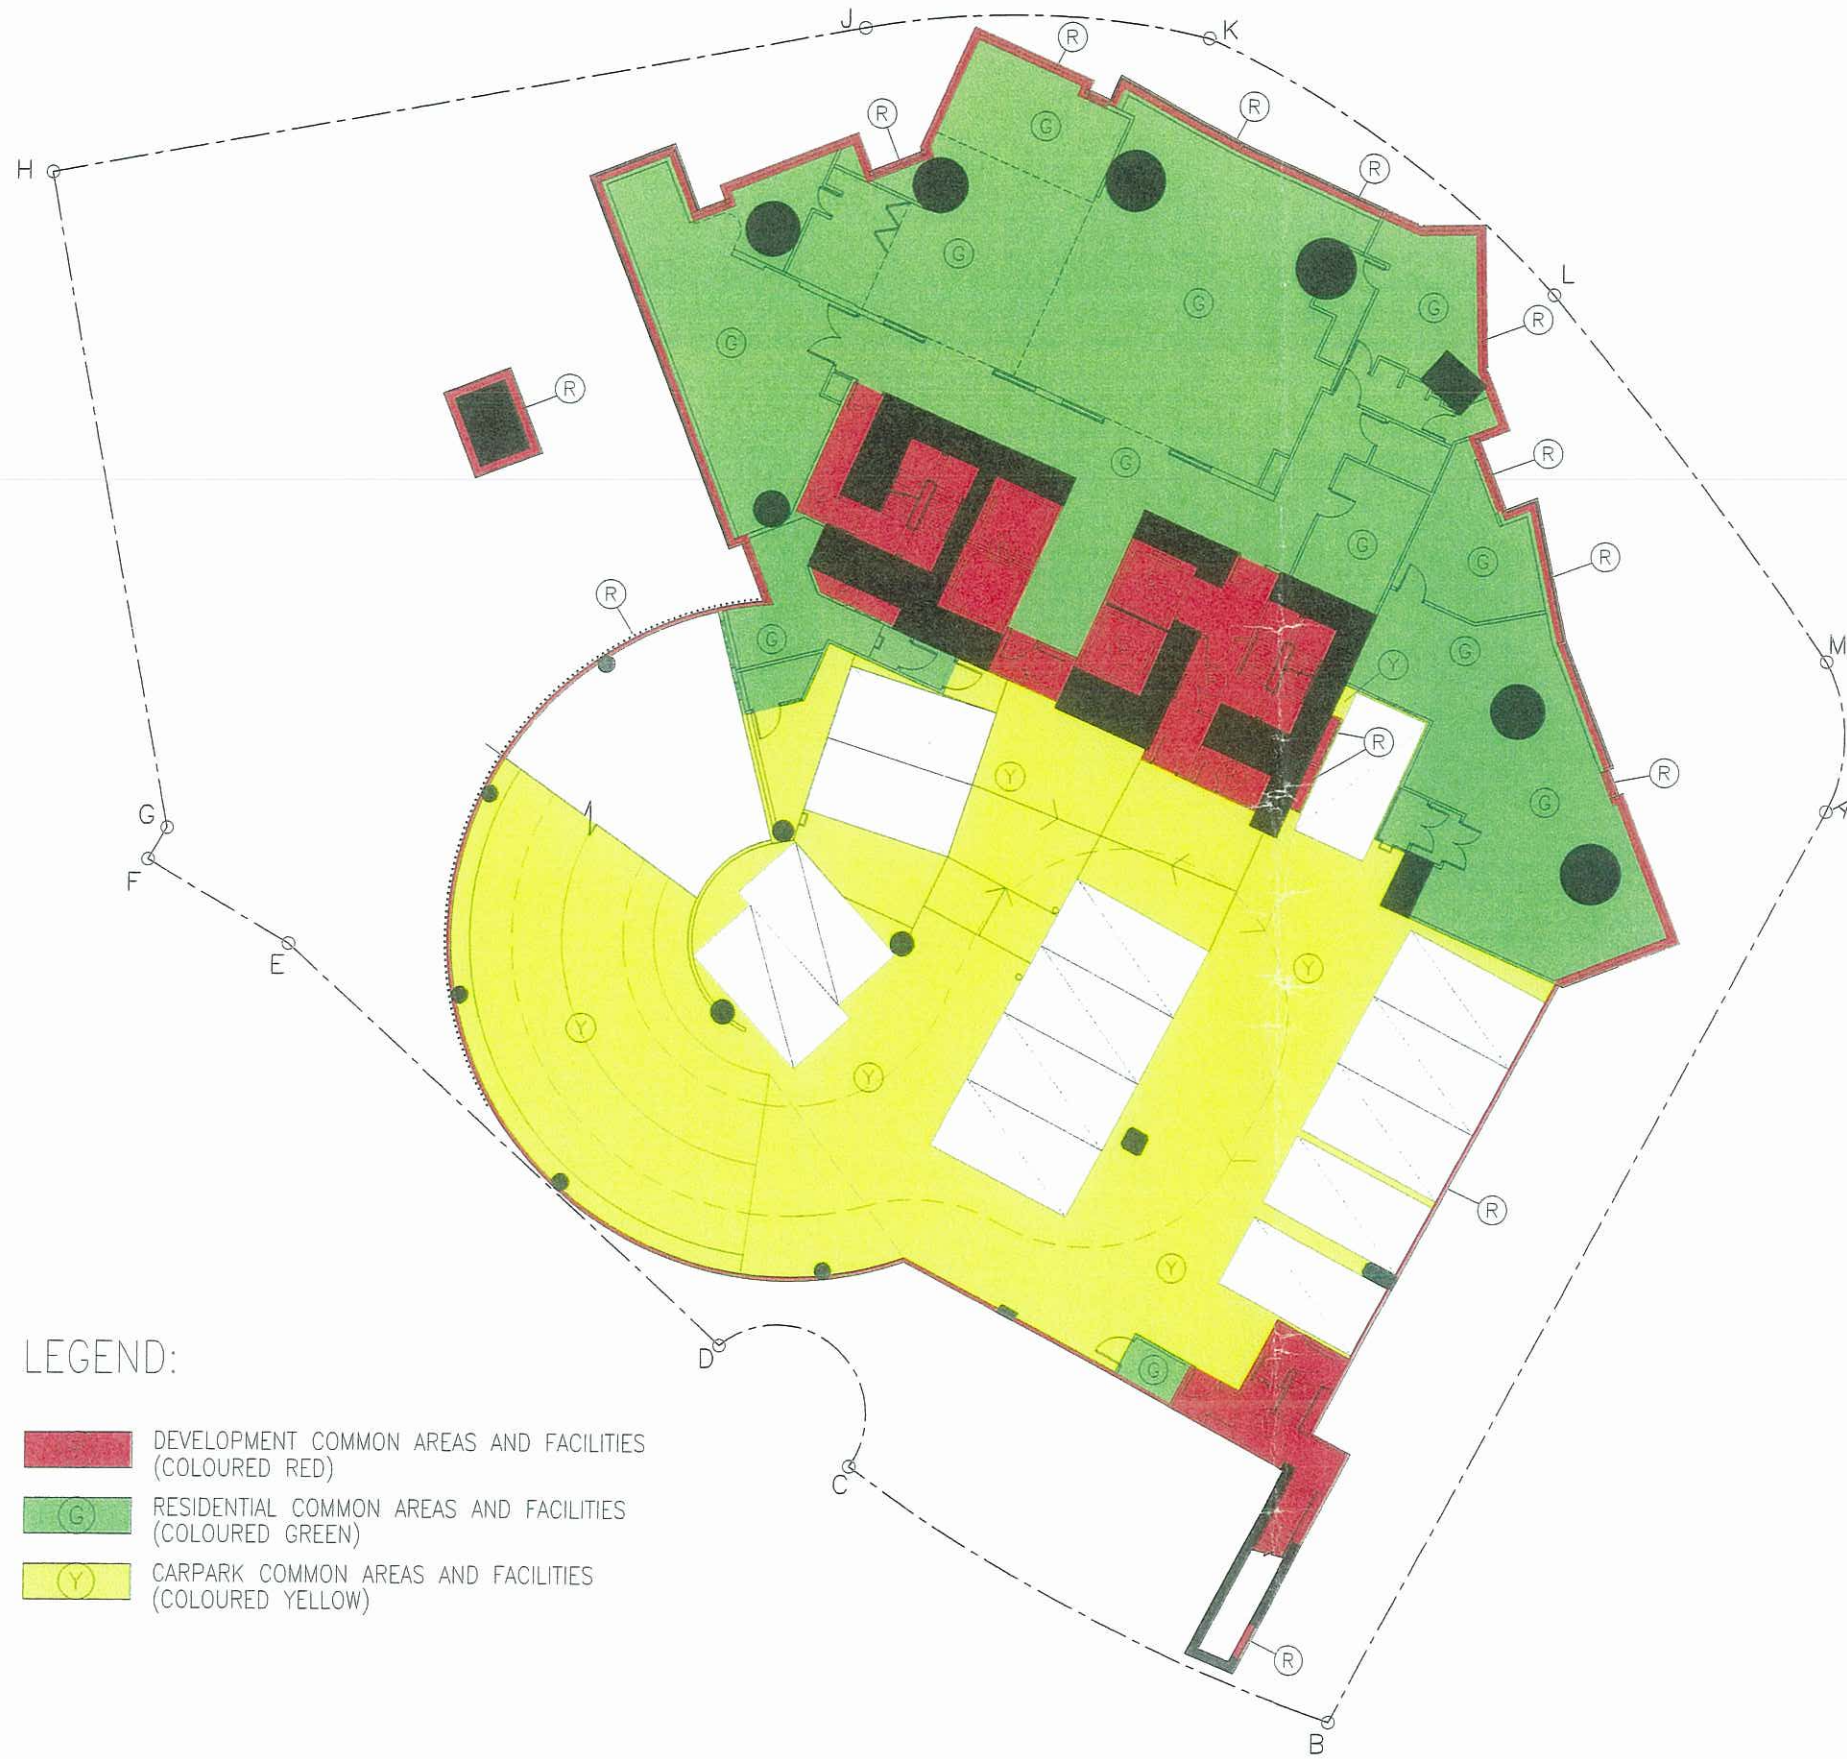 J
K
R
R
R
G
H
R
G
L
G
G
R
G
R
R
G
R
G
G
R
R
G
G
Y
M
R
R
Y
G
A
G
F
E
Y
Y
Y
R
Y
G
D
C
R
B
LEGEND:
DEVELOPMENT COMMON AREAS AND FACILITIES
(COLOURED RED)
G
RESIDENTIAL COMMON AREAS AND FACILITIES
(COLOURED GREEN)
Y
CARPARK COMMON AREAS AND FACILITIES
(COLOURED YELLOW)